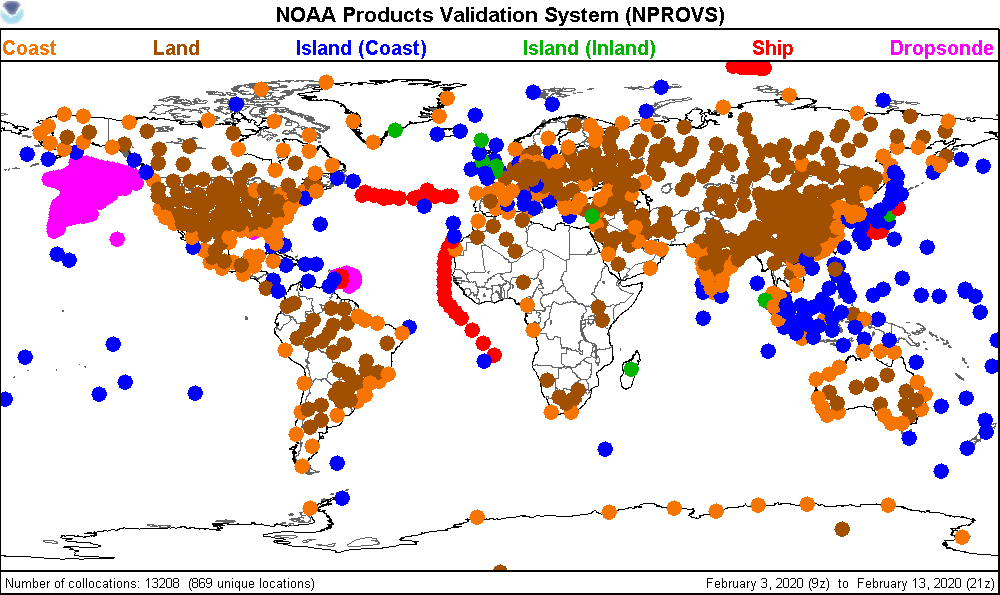 NOAA Products Validation System (NPROVS)
Coast Land Island (Coast) Island (Inland) Ship Dropsonde
Number of collocations: 13208 (869 unique locations) February 3, 2020 (9z) to February 13, 2020 (21z)